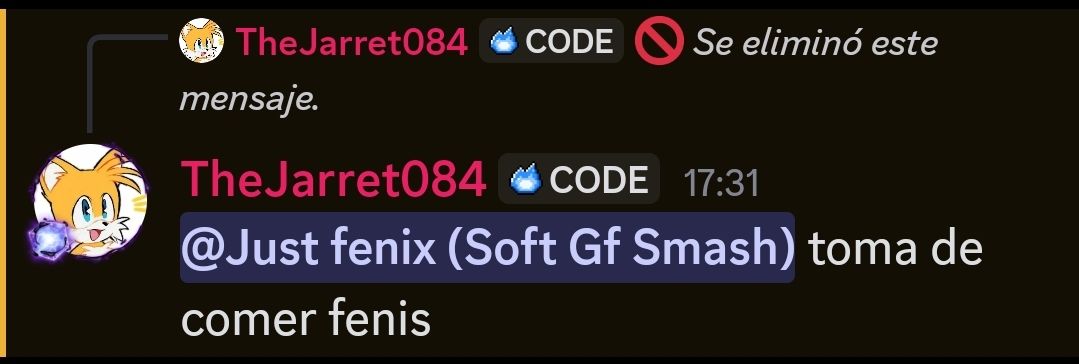 TheJarret084 CODE Se eliminó este
mensaje.
TheJarret084 CODE 17:31
@Just fenix (Soft Gf Smash) toma de
comer fenis